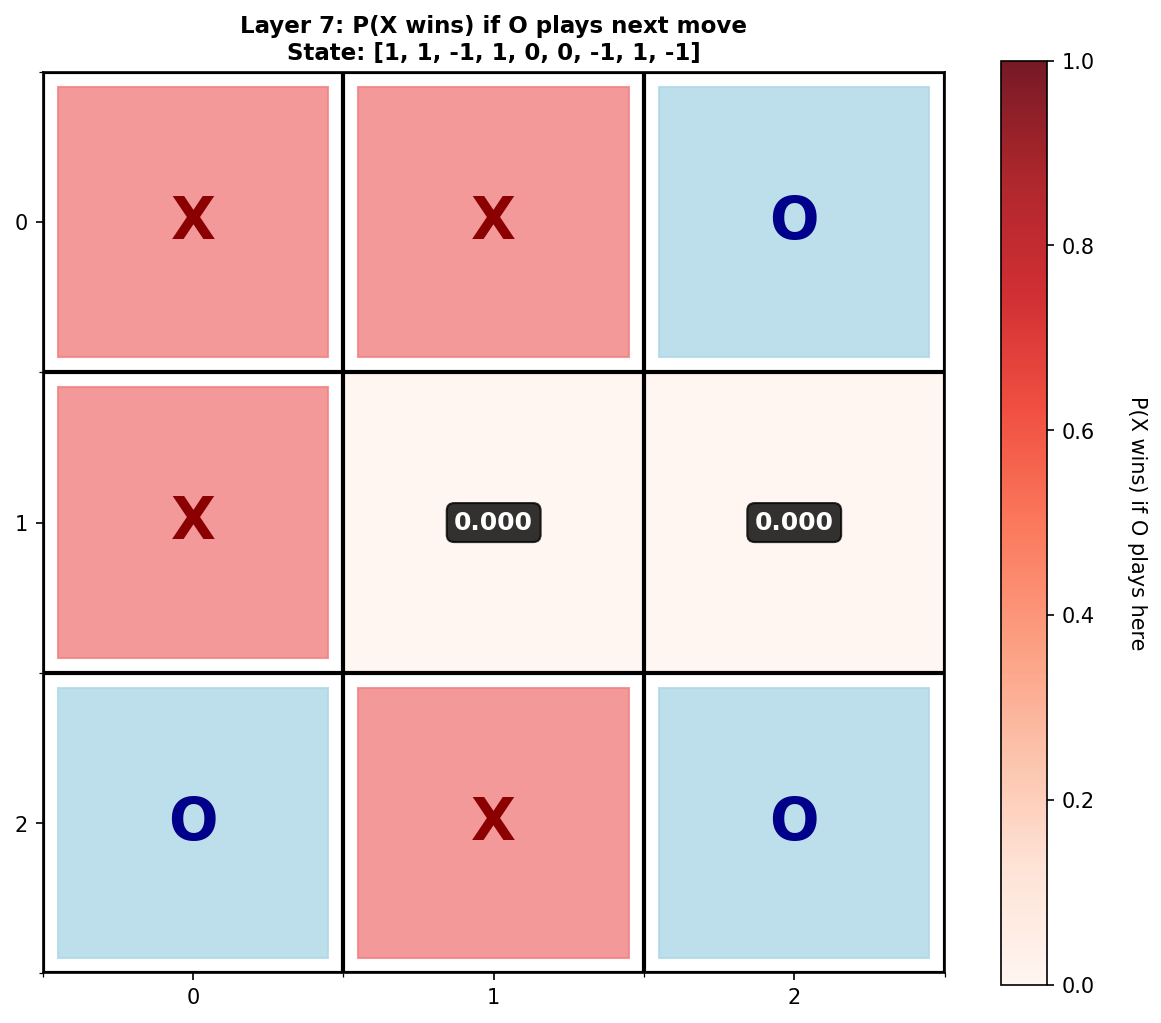 Layer 7: P(X wins) if O plays next move
State: [1, 1, -1, 1, 0, 0, -1, 1, -1]
0
X
X
O
1
X
0.000
0.000
2
O
X
O
0
1
2
1.0
0.8
0.6
0.4
0.2
0.0
P(X wins) if O plays here